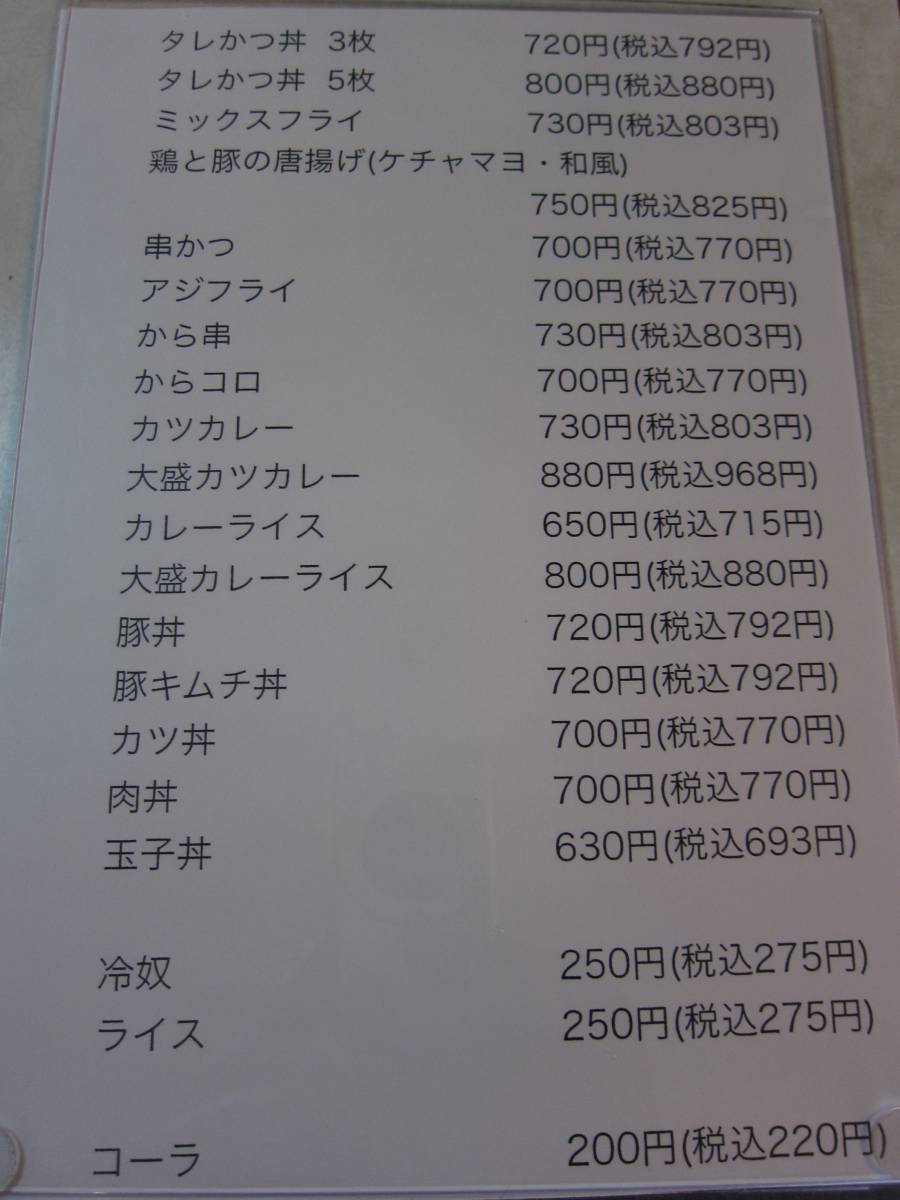 タレかつ丼 3枚 720円(税込792円)
タレかつ丼 5枚 800円(税込880円)
ミックスフライ 730円(税込803円)
鶏と豚の唐揚げ(ケチャマヨ・和風)
750円(税込825円)
串かつ 700円(税込770円)
アジフライ 700円(税込770円)
から串 730円(税込803円)
からコロ 700円(税込770円)
カツカレー 730円(税込803円)
大盛カツカレー 880円(税込968円)
カレーライス 650円(税込715円)
大盛カレーライス 800円(税込880円)
豚丼 720円(税込792円)
豚キムチ丼 720円(税込792円)
カツ丼 700円(税込770円)
肉丼 700円(税込770円)
玉子丼 630円(税込693円)
冷奴 250円(税込275円)
ライス 250円(税込275円)
コーラ 200円(税込220円)